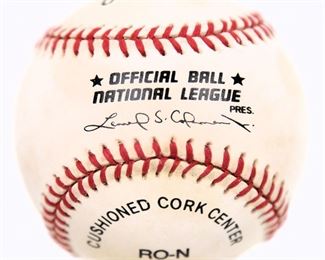 ★ OFFICIAL BALL ★
NATIONAL LEAGUE
PRES.
CUSHIONED CORK CENTER
RO-N